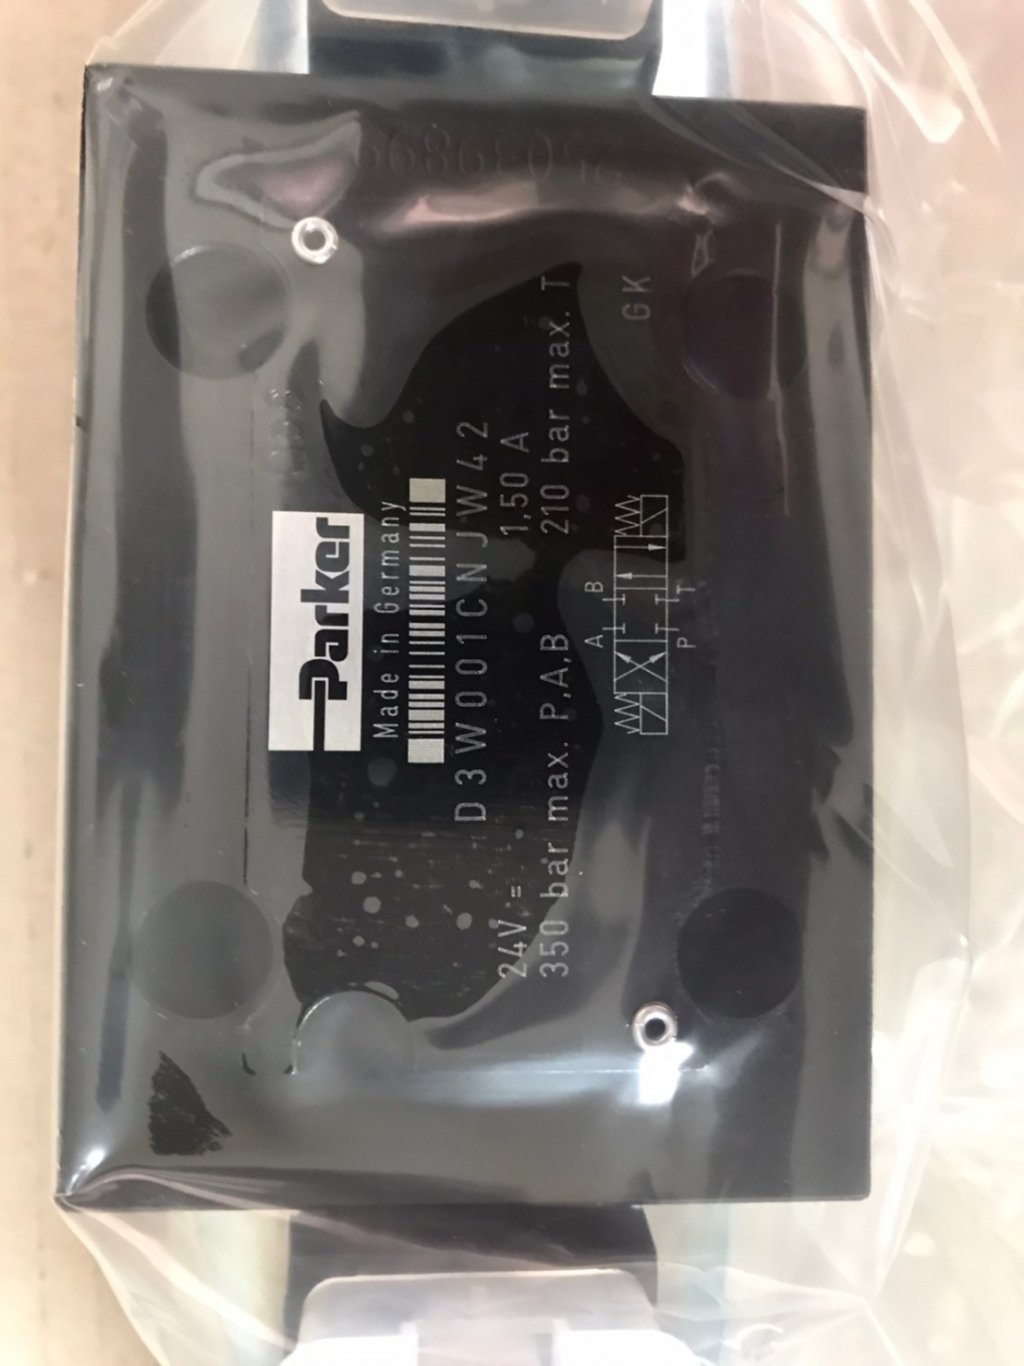 Parker
Made in Germany
D3W001CNJW42
24V = 1,50 A
350 bar max. P,A,B 210 bar max. T
A B
P T
GK